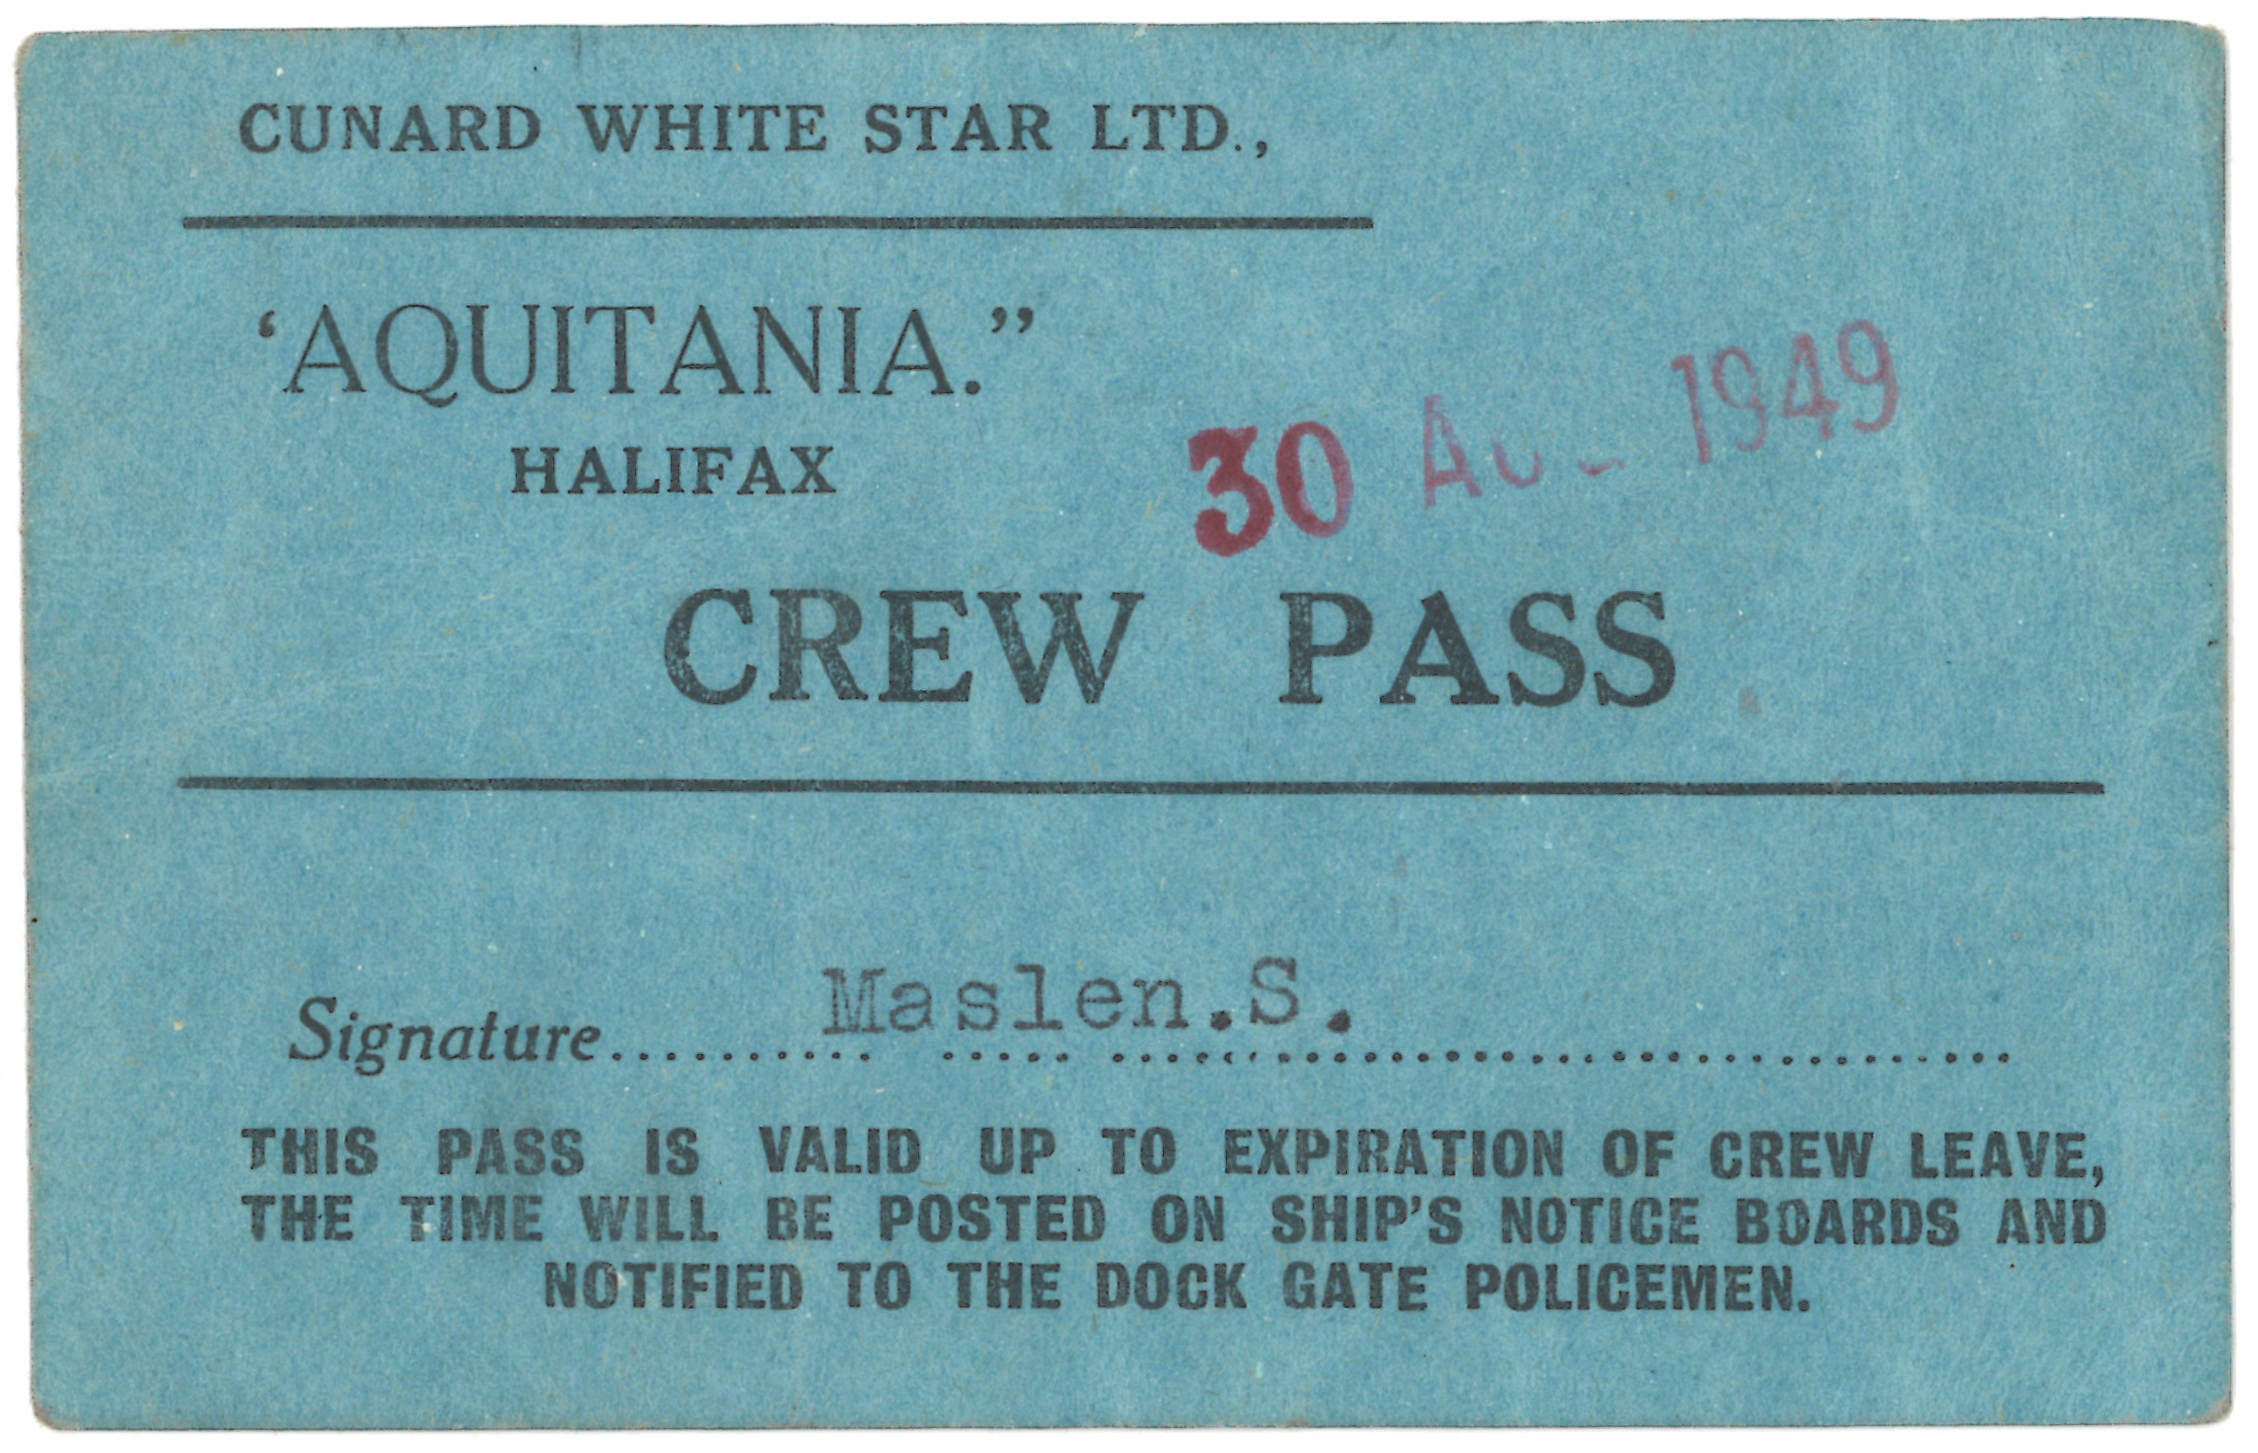 CUNARD WHITE STAR LTD.,
‘AQUITANIA.”
HALIFAX
30 1949
CREW PASS
Maslen.S.
Signature
THIS PASS IS VALID UP TO EXPIRATION OF CREW LEAVE,
THE TIME WILL BE POSTED ON SHIP’S NOTICE BOARDS AND
NOTIFIED TO THE DOCK GATE POLICEMEN.